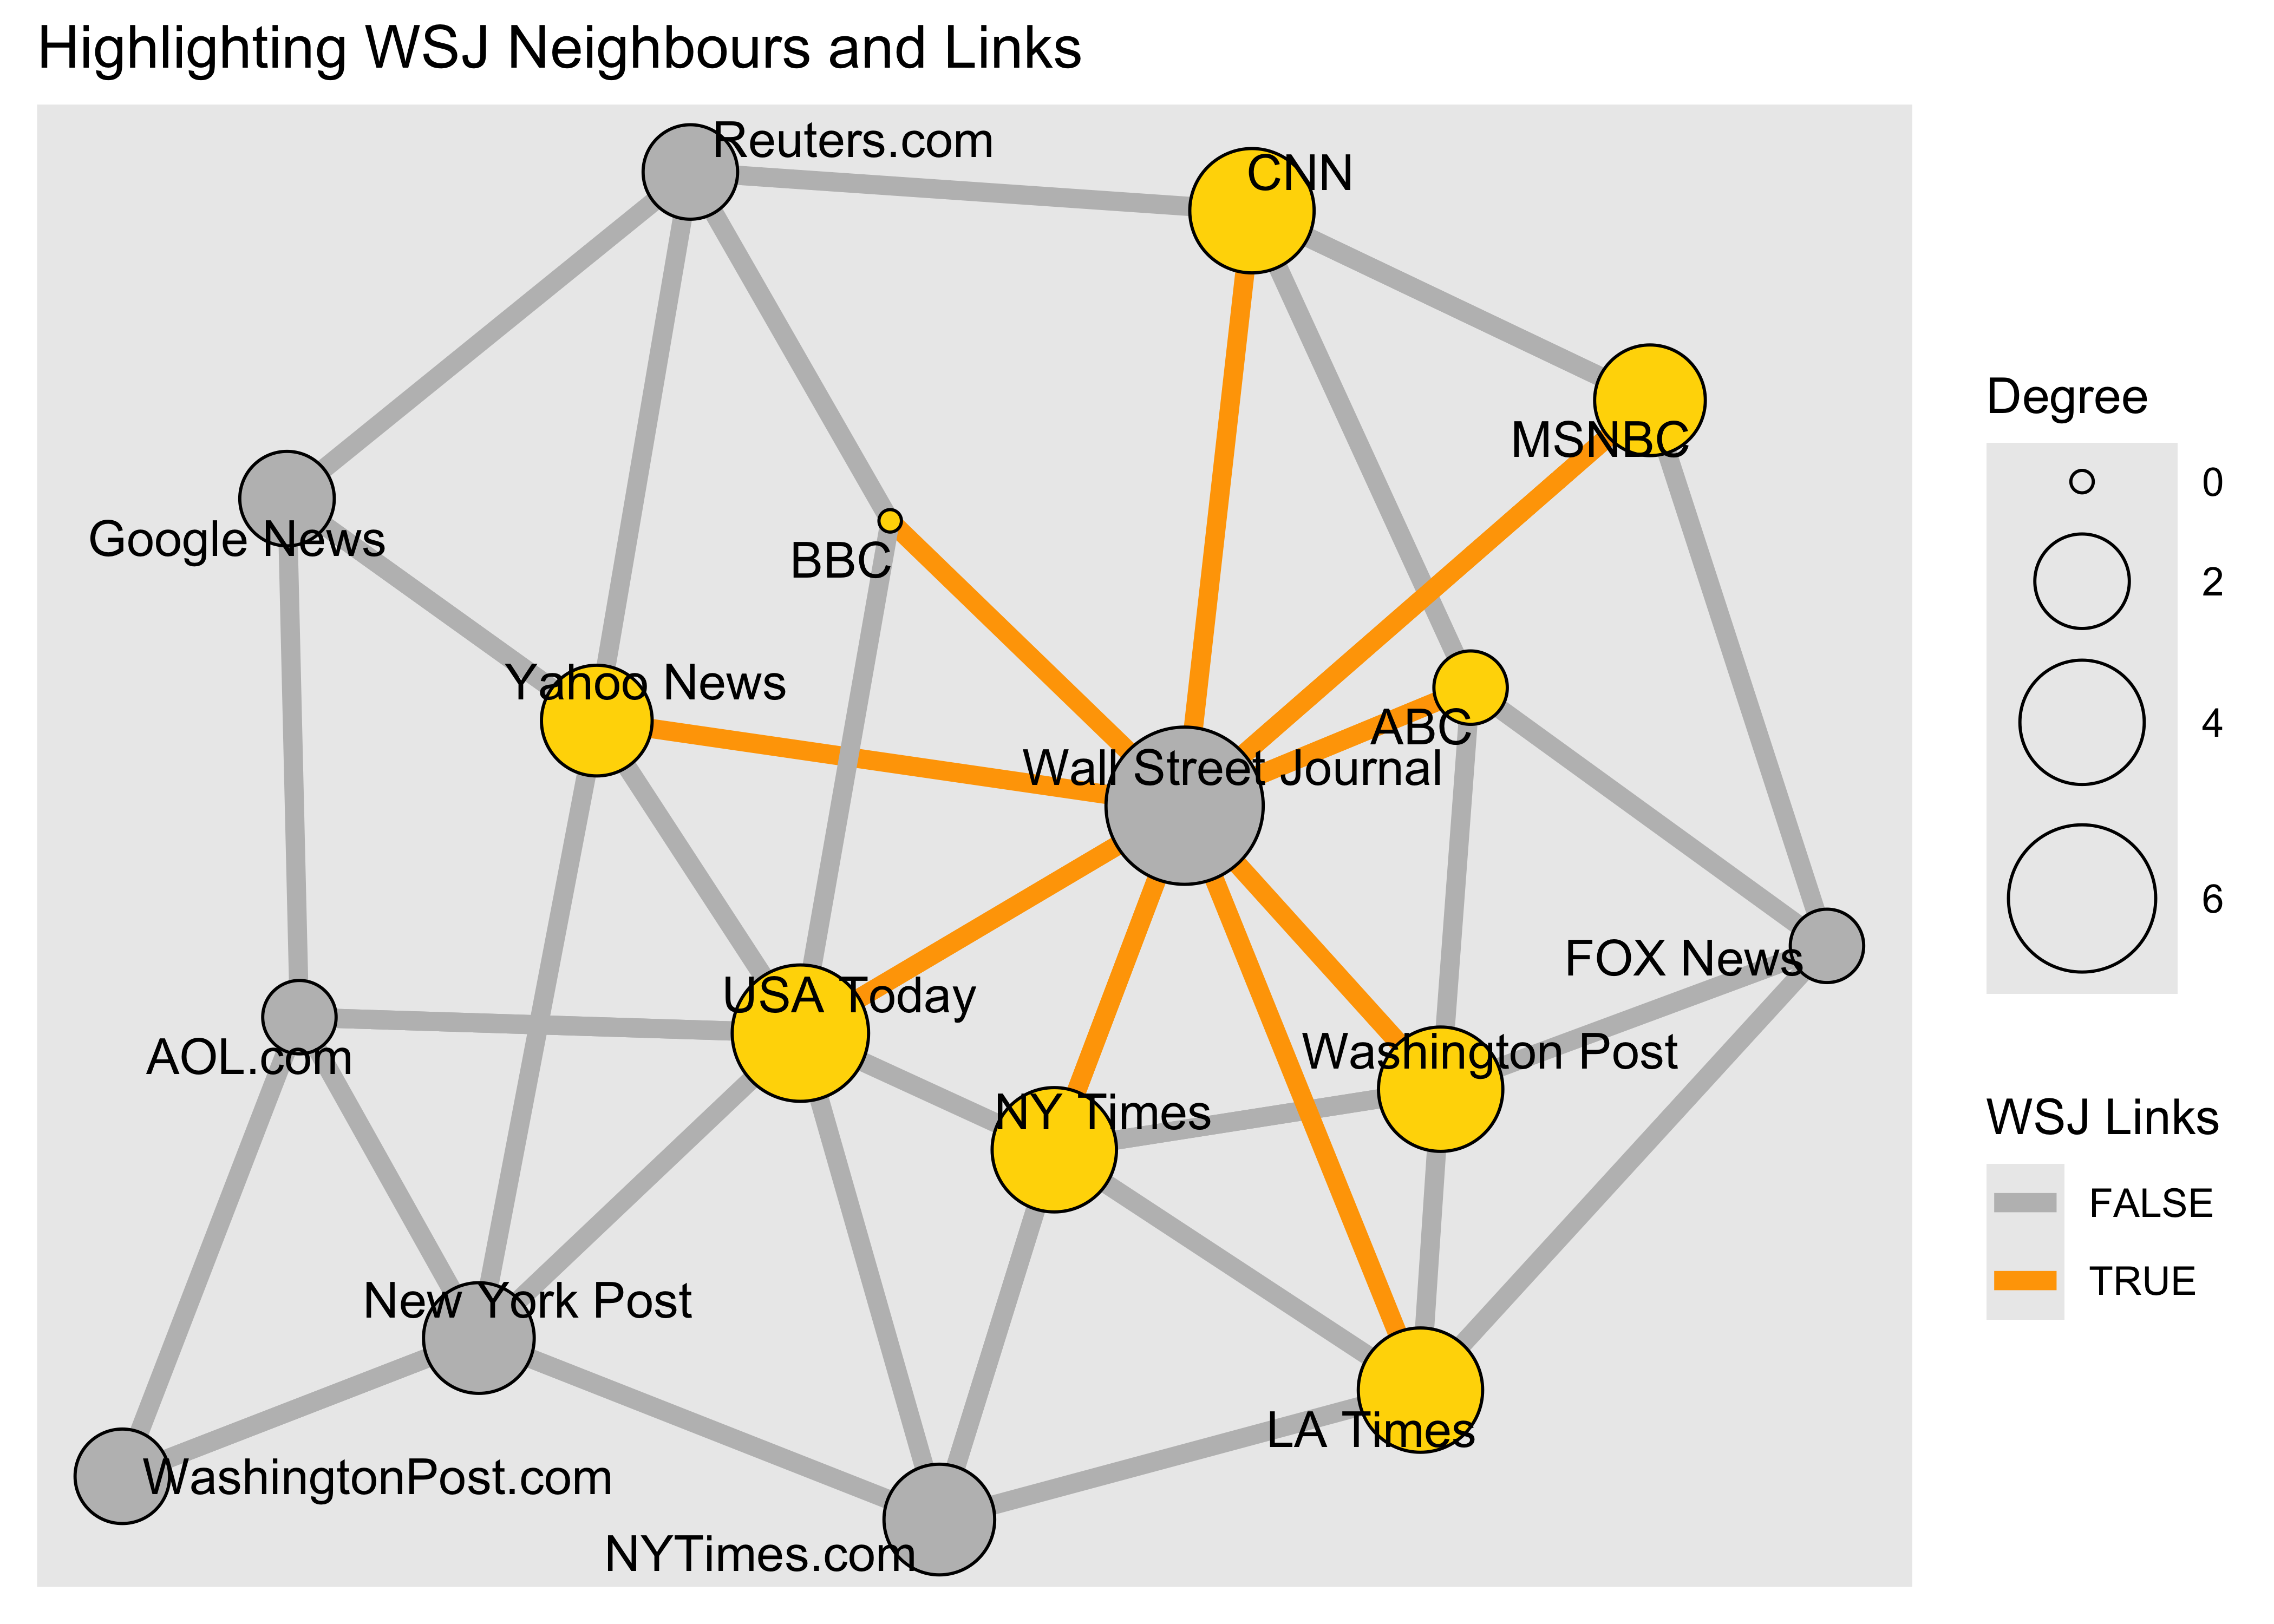 Highlighting WSJ Neighbours and Links
Reuters.com
CNN
MSNBC
Google News
BBC
Yahoo News
ABC
Wall Street Journal
FOX News
USA Today
Washington Post
AOL.com
NY Times
New York Post
LA Times
WashingtonPost.com
NYTimes.com
Degree
0
2
4
6
WSJ Links
FALSE
TRUE